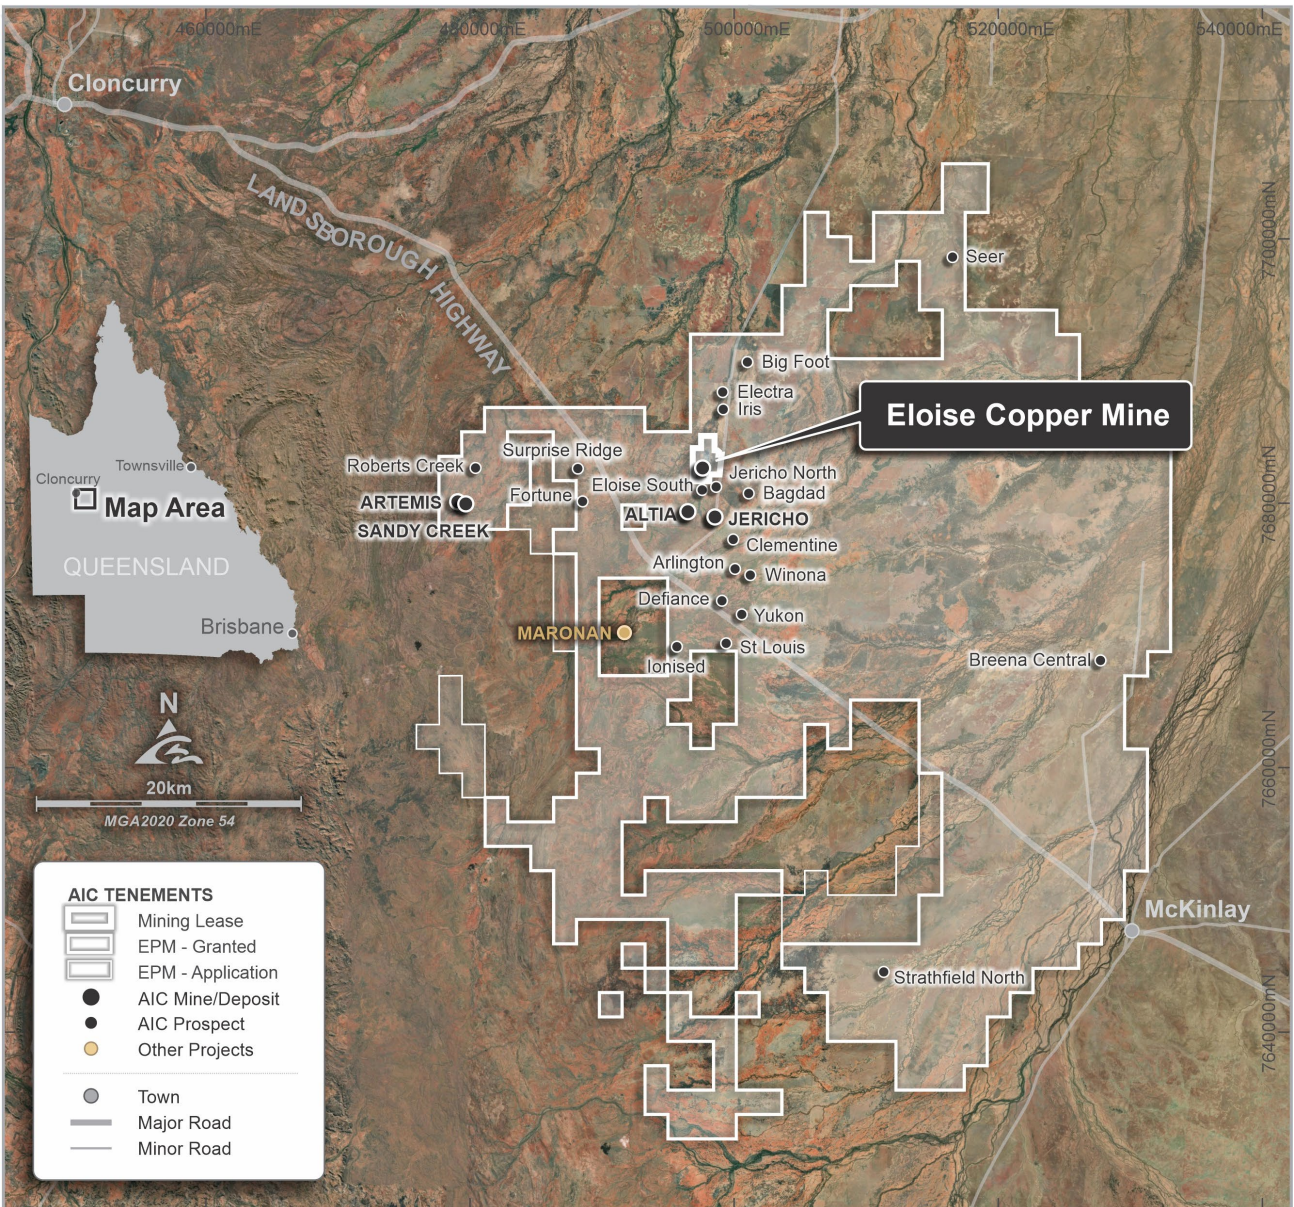 460000mE
480000mE
500000mE
520000mE
540000mE
Cloncurry
LANDSBOROUGH HIGHWAY
7700000mN
Seer
Big Foot
Electra
Iris
Eloise Copper Mine
Surprise Ridge
Roberts Creek
Jericho North
Eloise South
Bagdad
Fortune
ARTEMIS
ALTIA
JERICHO
SANDY CREEK
7680000mN
Clementine
Arlington
Winona
Defiance
Yukon
MARONAN
St Louis
Ionised
Breena Central
Townsville
Cloncurry
Map Area
QUEENSLAND
Brisbane
N
20km
MGA2020 Zone 54
7660000mN
McKinlay
Strathfield North
7640000mN
AIC TENEMENTS
Mining Lease
EPM - Granted
EPM - Application
AIC Mine/Deposit
AIC Prospect
Other Projects
Town
Major Road
Minor Road